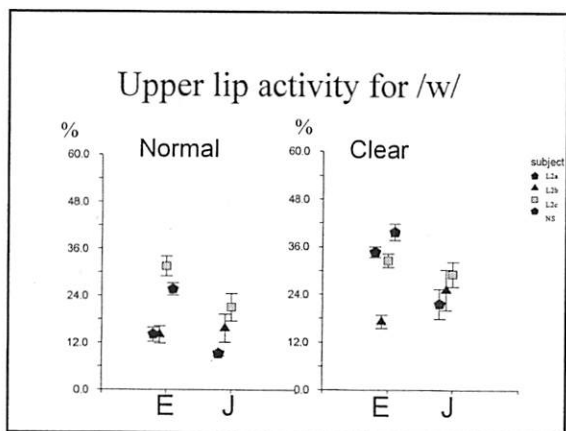 Upper lip activity for /w/
%
Normal
60.0
48.0
36.0
24.0
12.0
0.0
E J
%
Clear
60.0
48.0
36.0
24.0
12.0
0.0
E J
subject
L2a
L2b
L2c
NS